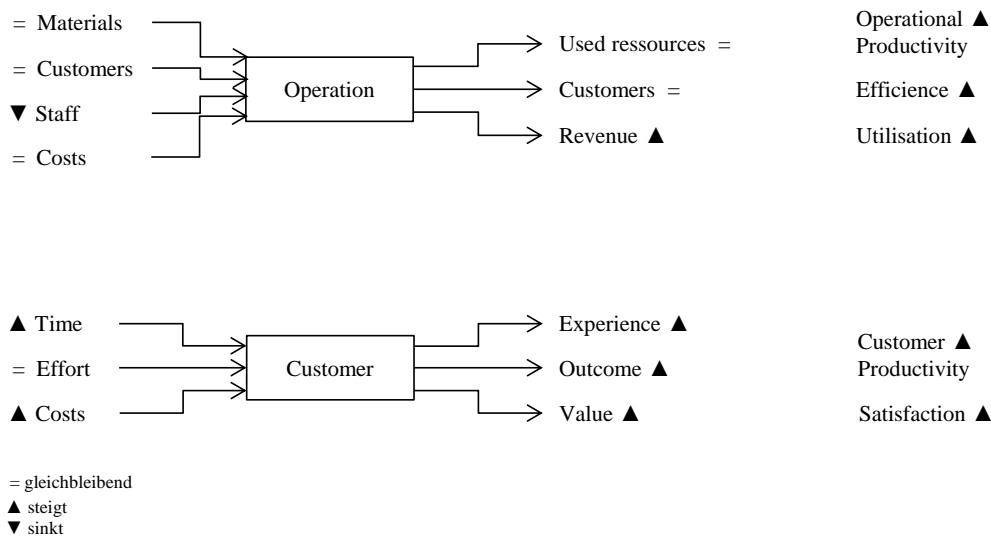 = Materials
= Customers
▼ Staff
= Costs
Operation
Used ressources =
Customers =
Revenue ▲
Operational ▲
Productivity
Efficience ▲
Utilisation ▲
▲ Time
= Effort
▲ Costs
Customer
Experience ▲
Outcome ▲
Value ▲
Customer ▲
Productivity
Satisfaction ▲
= gleichbleibend
▲ steigt
▼ sinkt